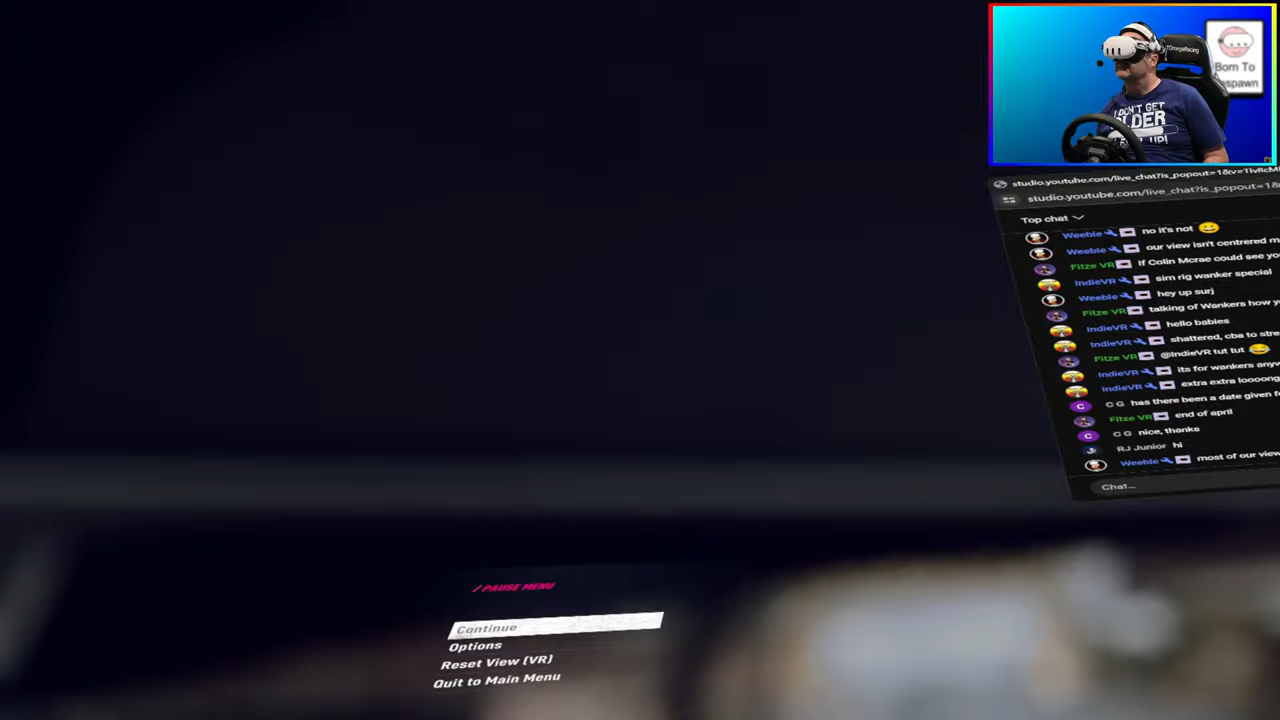 TOmegaRacing
Born To
I DON'T GET
OLDER
studio.youtube.com/live_chat?is_popout=1&v=
studio.youtube.com/live_chat?is_popout=1&
Top chat
Weeble no it's not 😄
Weeble our view isn't centred
Fitze VR If Colin Mcrae could see you
IndieVR sim rig wanker special
Weeble hey up surj
Fitze VR talking of Wankers how
IndieVR hello babies
IndieVR shattered, cba to
Fitze VR @IndieVR tut tut 😂
IndieVR its for wankers
IndieVR extra extra loooong
C G has there been a date given
Fitze VR end of april
C G nice, thanks
RJ Junior hi
Weeble most of our
Chat...
/ PAUSE MENU
Continue
Options
Reset View (VR)
Quit to Main Menu